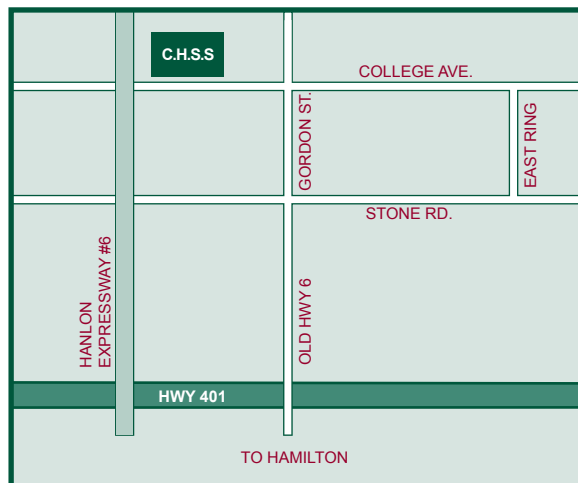 C.H.S.S
COLLEGE AVE.
GORDON ST.
EAST RING
STONE RD.
HANLON
EXPRESSWAY #6
OLD HWY 6
HWY 401
TO HAMILTON